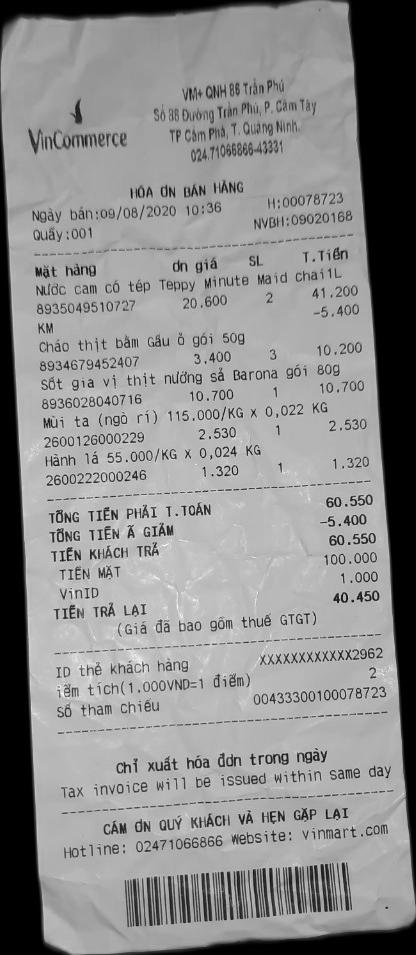 VinCommerce
VM+ QNH 86 Trần Phú
Số 86 Đường Trần Phú, P. Cẩm Tây
TP Cẩm Phả, T. Quảng Ninh.
024.71066866-43331
HÓA ƠN BÁN HÀNG
Ngày bán:09/08/2020 10:36 H:00078723
Quầy:001 NVBH:09020168
Mặt hàng ơn giá SL T.Tiền
Nước cam có tép Teppy Minute Maid chai1L
8935049510727 20.600 2 41.200
KM -5.400
Cháo thịt bằm Gấu ỏ gói 50g
8934679452407 3.400 3 10.200
Sốt gia vị thịt nướng sả Barona gói 80g
8936028040716 10.700 1 10.700
Mùi ta (ngò rí) 115.000/KG x 0,022 KG
2600126000229 2.530 1 2.530
Hành lá 55.000/KG x 0,024 KG
2600222000246 1.320 1 1.320
TỔNG TIỀN PHẢI T.TOÁN 60.550
TỔNG TIỀN Ã GIẢM -5.400
TIỀN KHÁCH TRẢ 60.550
TIỀN MẶT 100.000
VinID 1.000
TIỀN TRẢ LẠI 40.450
(Giá đã bao gồm thuế GTGT)
ID thẻ khách hàng XXXXXXXXXXXX2962
iểm tích(1.000VND=1 điểm) 2
Số tham chiếu 00433300100078723
Chỉ xuất hóa đơn trong ngày
Tax invoice will be issued within same day
CẢM ƠN QUÝ KHÁCH VÀ HẸN GẶP LẠI
Hotline: 02471066866 Website: vinmart.com